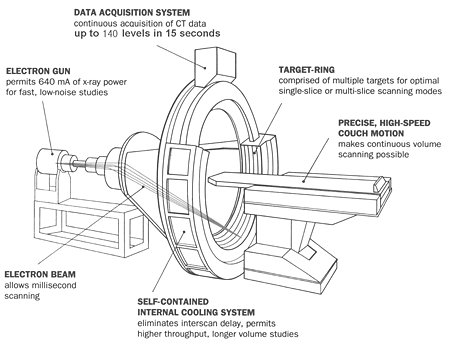 DATA ACQUISITION SYSTEM
continuous acquisition of CT data
up to 140 levels in 15 seconds
ELECTRON GUN
permits 640 mA of x-ray power
for fast, low-noise studies
TARGET-RING
comprised of multiple targets for optimal
single-slice or multi-slice scanning modes
PRECISE, HIGH-SPEED
COUCH MOTION
makes continuous volume
scanning possible
ELECTRON BEAM
allows millisecond
scanning
SELF-CONTAINED
INTERNAL COOLING SYSTEM
eliminates interscan delay, permits
higher throughput, longer volume studies